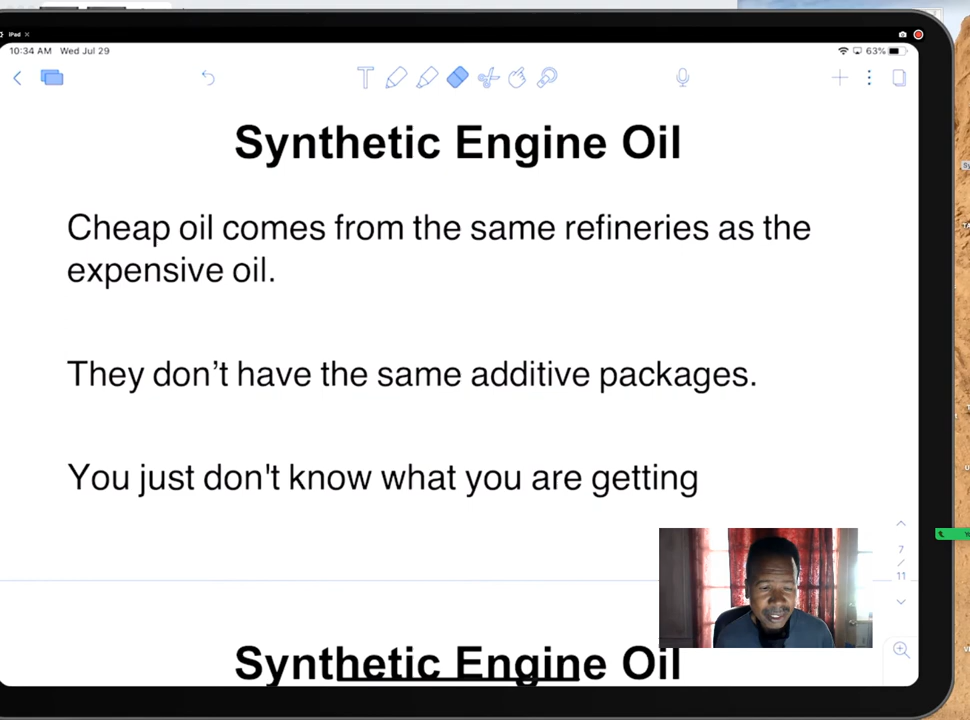 iPad ×
10:34 AM Wed Jul 29
63%
T
Synthetic Engine Oil
Cheap oil comes from the same refineries as the
expensive oil.
They don’t have the same additive packages.
You just don't know what you are getting
7
/
11
Synthetic Engine Oil